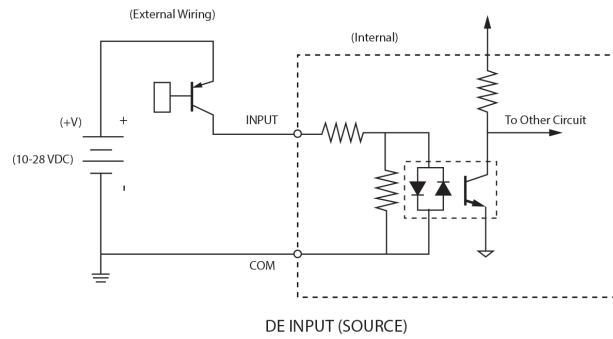 (External Wiring)
(Internal)
INPUT
To Other Circuit
(+V)
+
(10-28 VDC)
-
COM
DE INPUT (SOURCE)